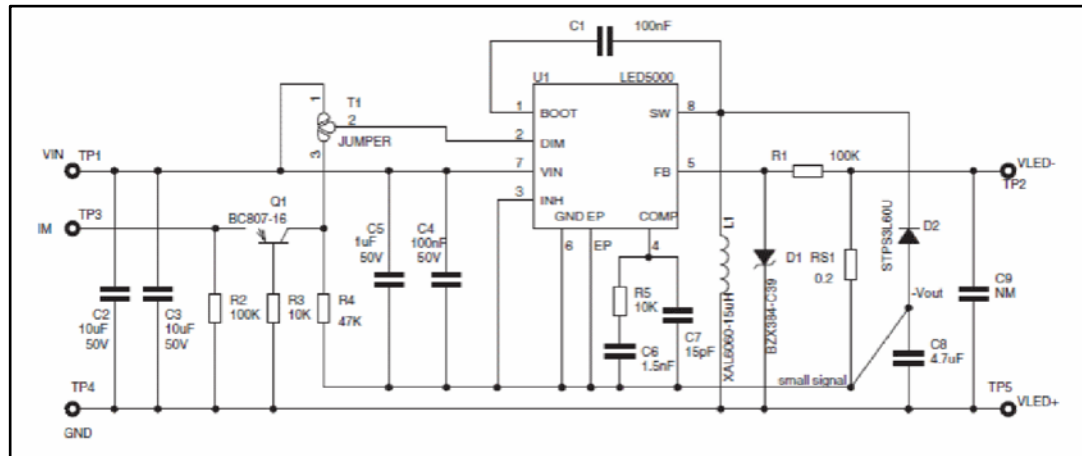 C1
100nF
U1
LED5000
1
BOOT
SW
8
2
DIM
7
VIN
FB
5
3
INH
GND EP
COMP
6
EP
4
1
T1
2
JUMPER
3
VIN
TP1
IM
TP3
Q1
BC807-16
C5
1uF
50V
C4
100nF
50V
R1
100K
VLED-
TP2
L1
XAL6060-15uH
D1
BZX384-C39
RS1
0.2
STPS3L60U
D2
-Vout
C9
NM
C2
10uF
50V
C3
10uF
50V
R2
100K
R3
10K
R4
47K
R5
10K
C6
1.5nF
C7
15pF
C8
4.7uF
small signal
TP4
GND
TP5
VLED+